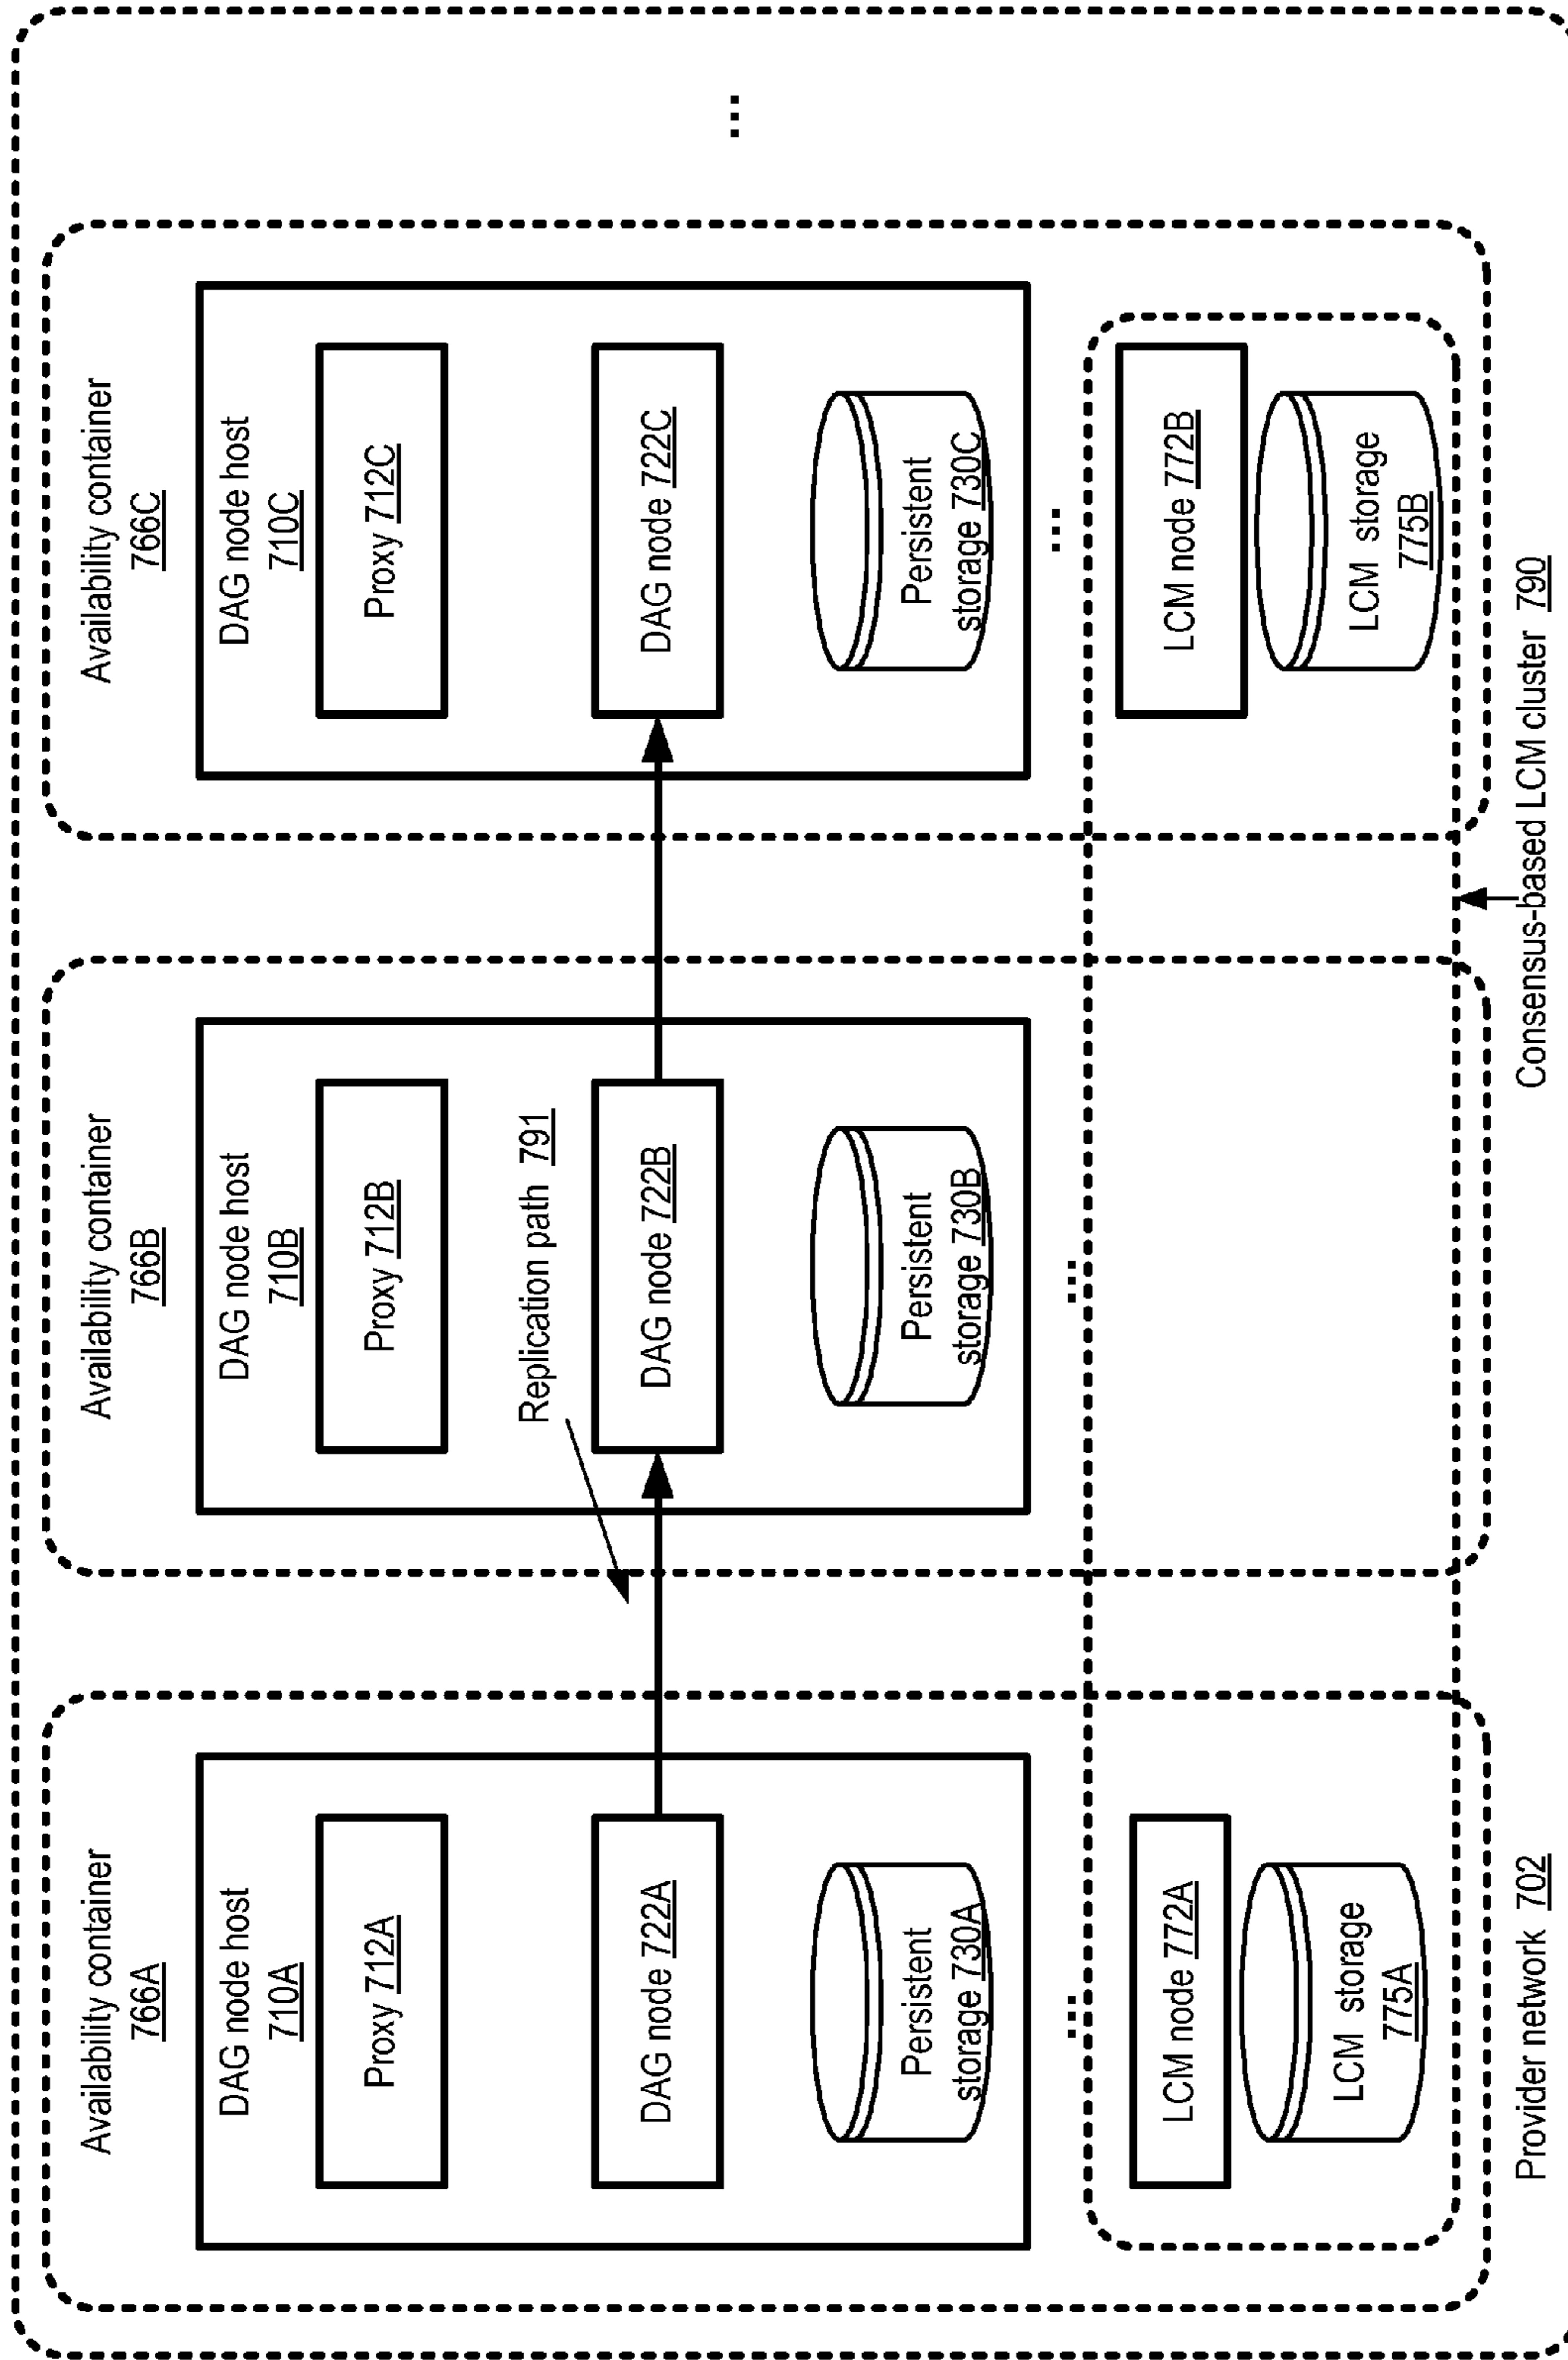 Availability container
766A
DAG node host
710A
Proxy 712A
DAG node 722A
Persistent
storage 730A
...
LCM node 772A
LCM storage
775A
Availability container
766B
DAG node host
710B
Proxy 712B
Replication path 791
DAG node 722B
Persistent
storage 730B
...
Availability container
766C
DAG node host
710C
Proxy 712C
DAG node 722C
Persistent
storage 730C
...
LCM node 772B
LCM storage
775B
...
Provider network 702
Consensus-based LCM cluster 790